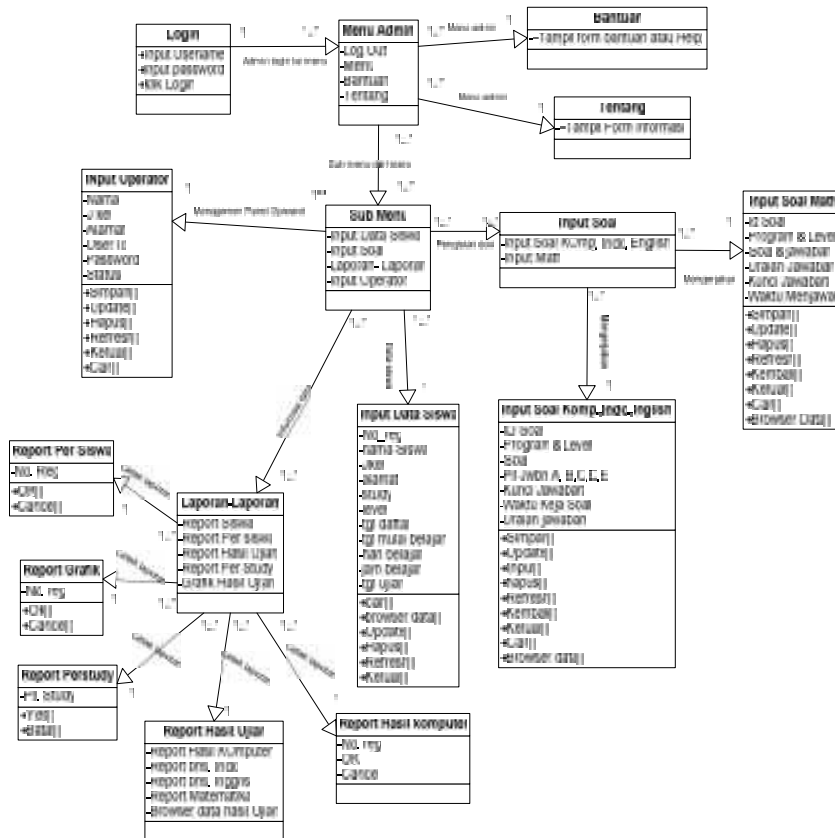 Login
+Input Username
+Input password
+Klik Login
Admin login ke menu
Menu Admin
-Log Out
-Menu
-Bantuan
-Tentang
Menu admin
Bantuan
-Tampil form bantuan atau Help
Menu admin
Tentang
-Tampil Form Informasi
Sub menu dari menu
Input Operator
-Nama
-Jkel
-Alamat
-User Id
-Password
-Status
+Simpan()
+Update()
+Hapus()
+Refresh()
+Keluar()
+Cari()
Sub Menu
-Input Data Siswa
-Input Soal
-Laporan- Laporan
-Input Operator
Pengisian soal
Input Soal
-Input Soal Komp, Indo, English
-Input Mat
Mengerjakan
Input Soal Math
-Id Soal
-Program & Level
-Soal & jawaban
-Uraian Jawaban
-Kunci Jawaban
-Waktu Menjawab
+Simpan()
+Update()
+Hapus()
+Refresh()
+Kembali()
+Keluar()
+Cari()
+Browser Data()
Mengerjakan
Input Data Siswa
-No_reg
-nama Siswa
-Jkel
-alamat
-study
-level
-tgl daftar
-tgl mulai belajar
-hari belajar
-jam belajar
-tgl ujian
+cari()
+browser data()
+Update()
+Hapus()
+Refresh()
+Keluar()
Input Soal Komp,Indo,Inglish
-ID Soal
-Program & Level
-Soal
-Pil Jwbn A, B,C,D,E
-Kunci Jawaban
-Waktu Kerja Soal
-Uraian jawaban
+Simpan()
+Update()
+Input()
+hapus()
+Refresh()
+Kembali()
+Keluar()
+Cari()
+Browser data()
Report Per Siswa
-No. Reg
+OK()
+Cancel()
Laporan-Laporan
-Report Siswa
-Report Per siswa
-Report Hasil Ujian
-Report Per Study
-Grafik Hasil Ujian
Report Grafik
-No. reg
+OK()
+Cancel()
Report Perstudy
-Pil. Study
+Yes()
+Batal()
Report Hasil Ujian
-Report Hasil Komputer
-Report bhs. Indo
-Report bhs. Inggris
-Report Matematika
-Browser data hasil Ujian
Report Hasil komputer
-No. reg
-OK
-Cancel